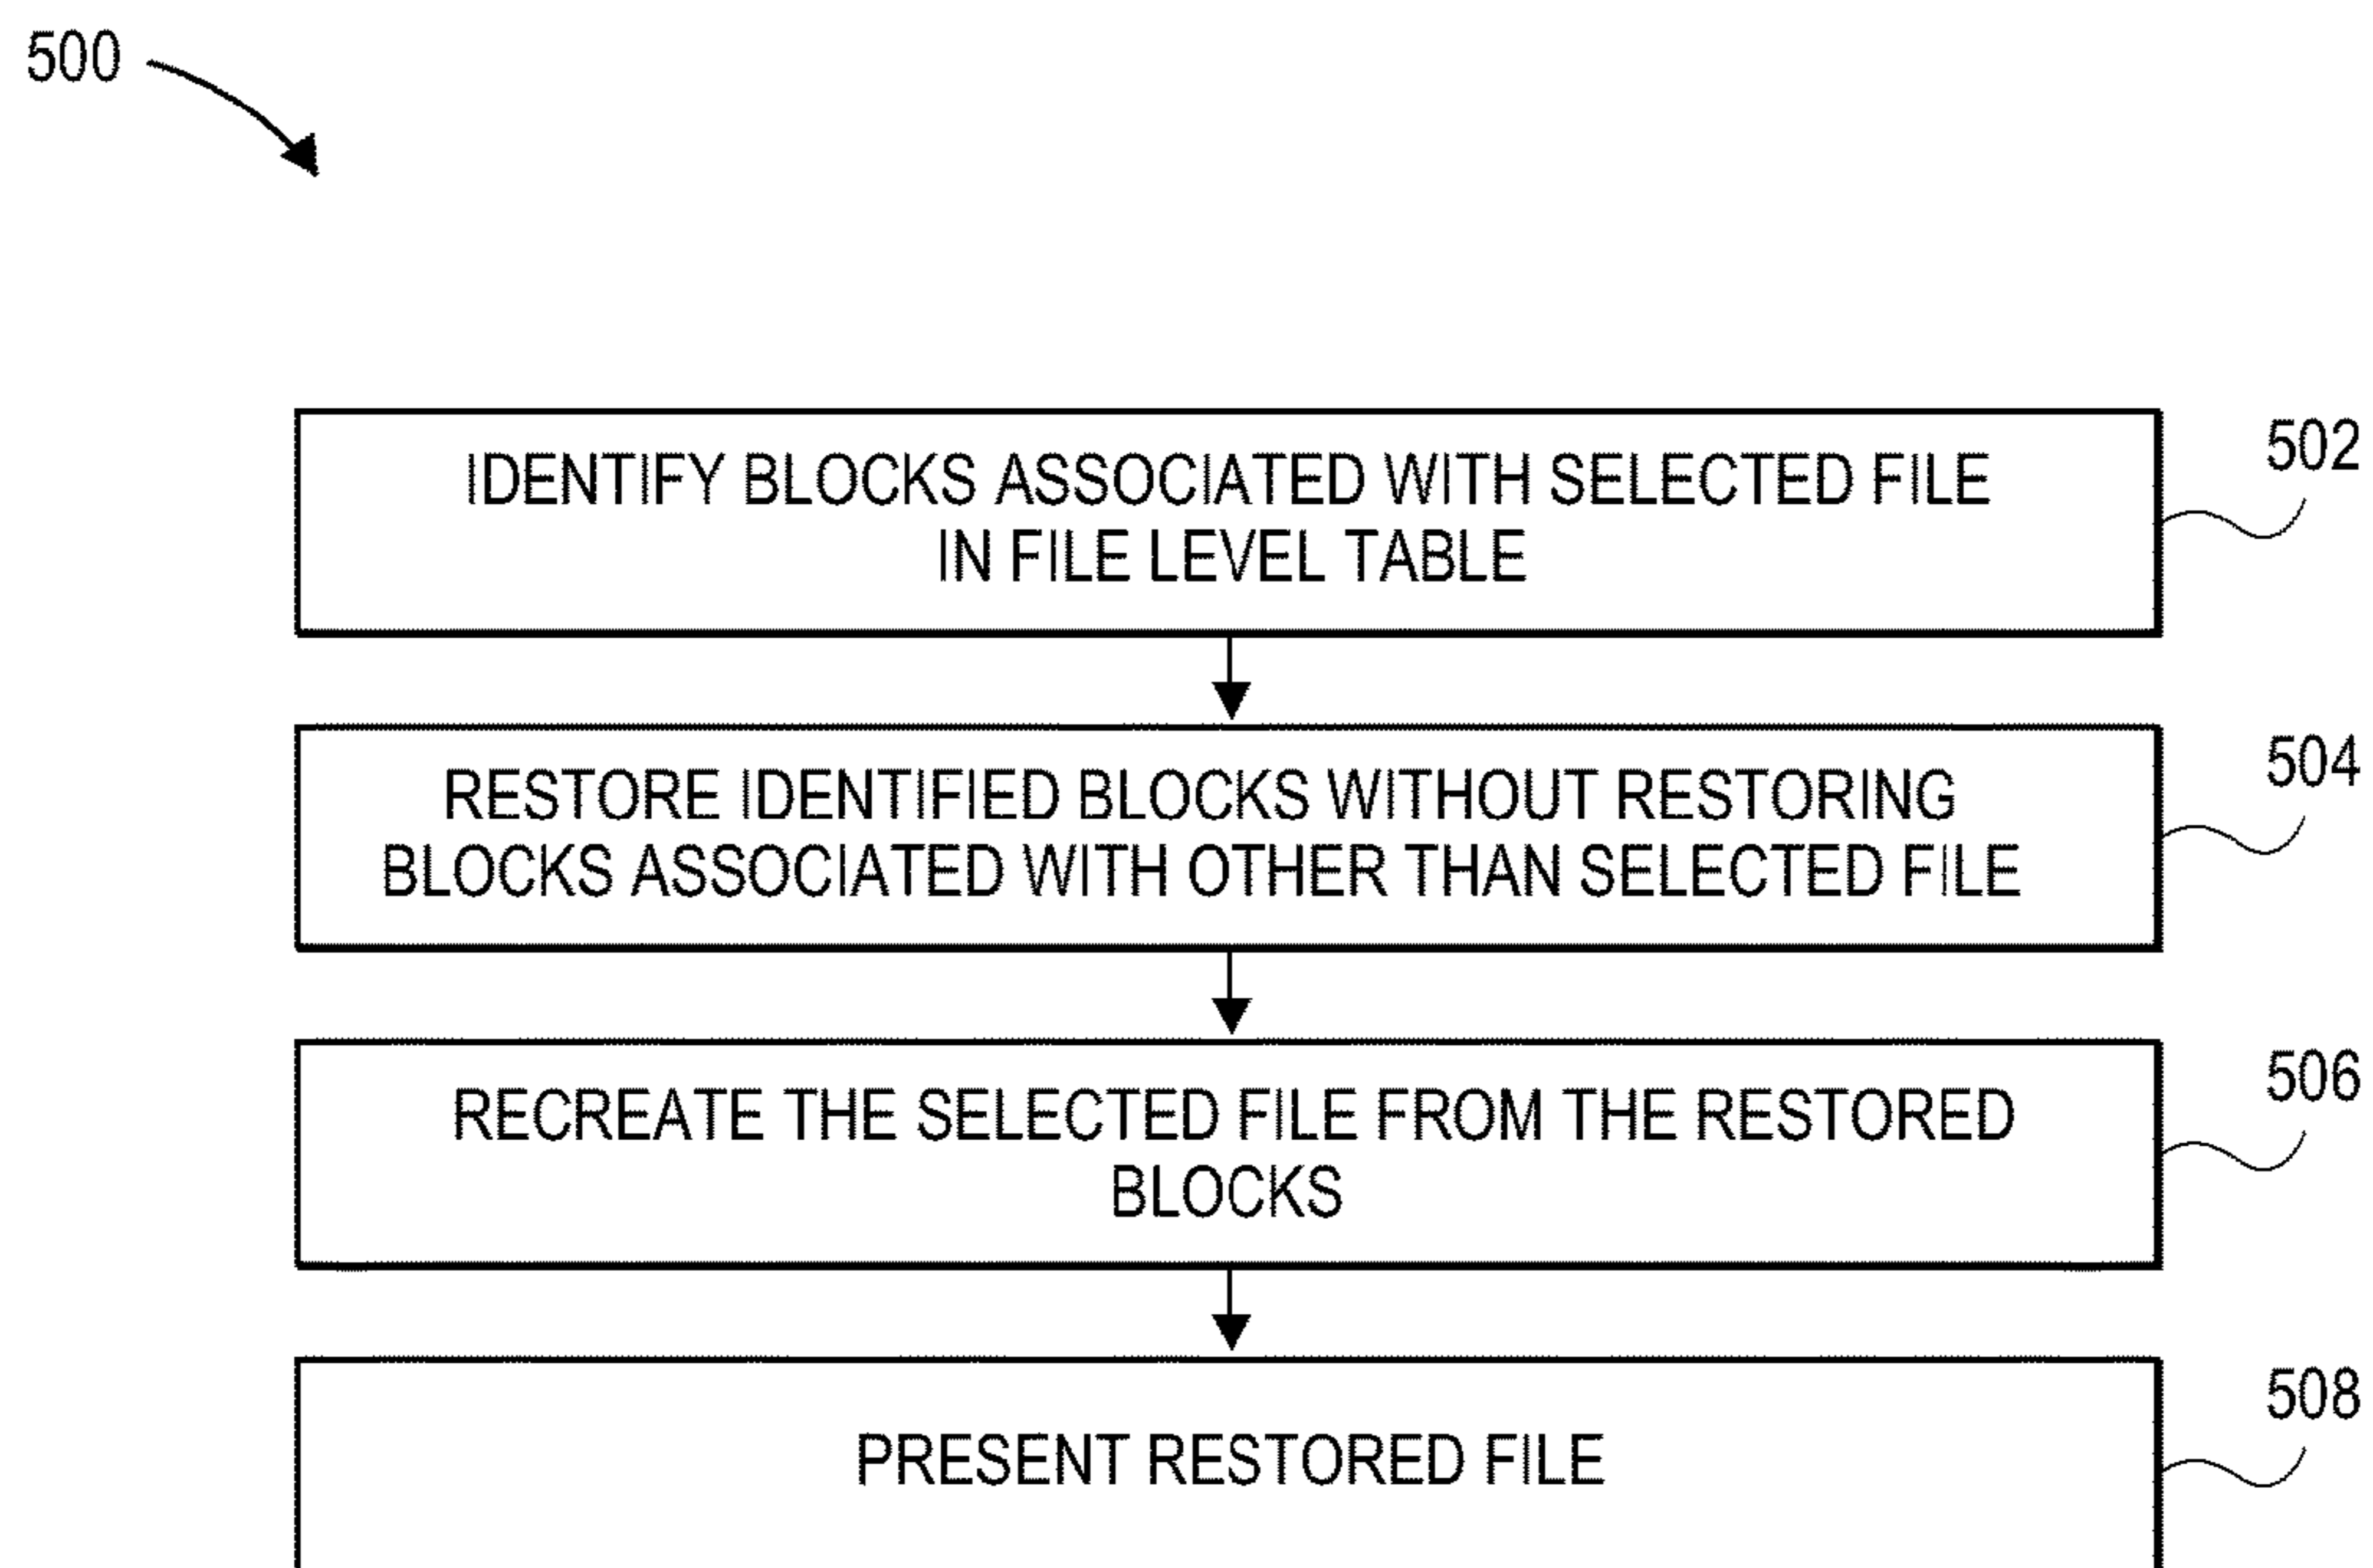 500
IDENTIFY BLOCKS ASSOCIATED WITH SELECTED FILE
IN FILE LEVEL TABLE
502
RESTORE IDENTIFIED BLOCKS WITHOUT RESTORING
BLOCKS ASSOCIATED WITH OTHER THAN SELECTED FILE
504
RECREATE THE SELECTED FILE FROM THE RESTORED
BLOCKS
506
PRESENT RESTORED FILE
508